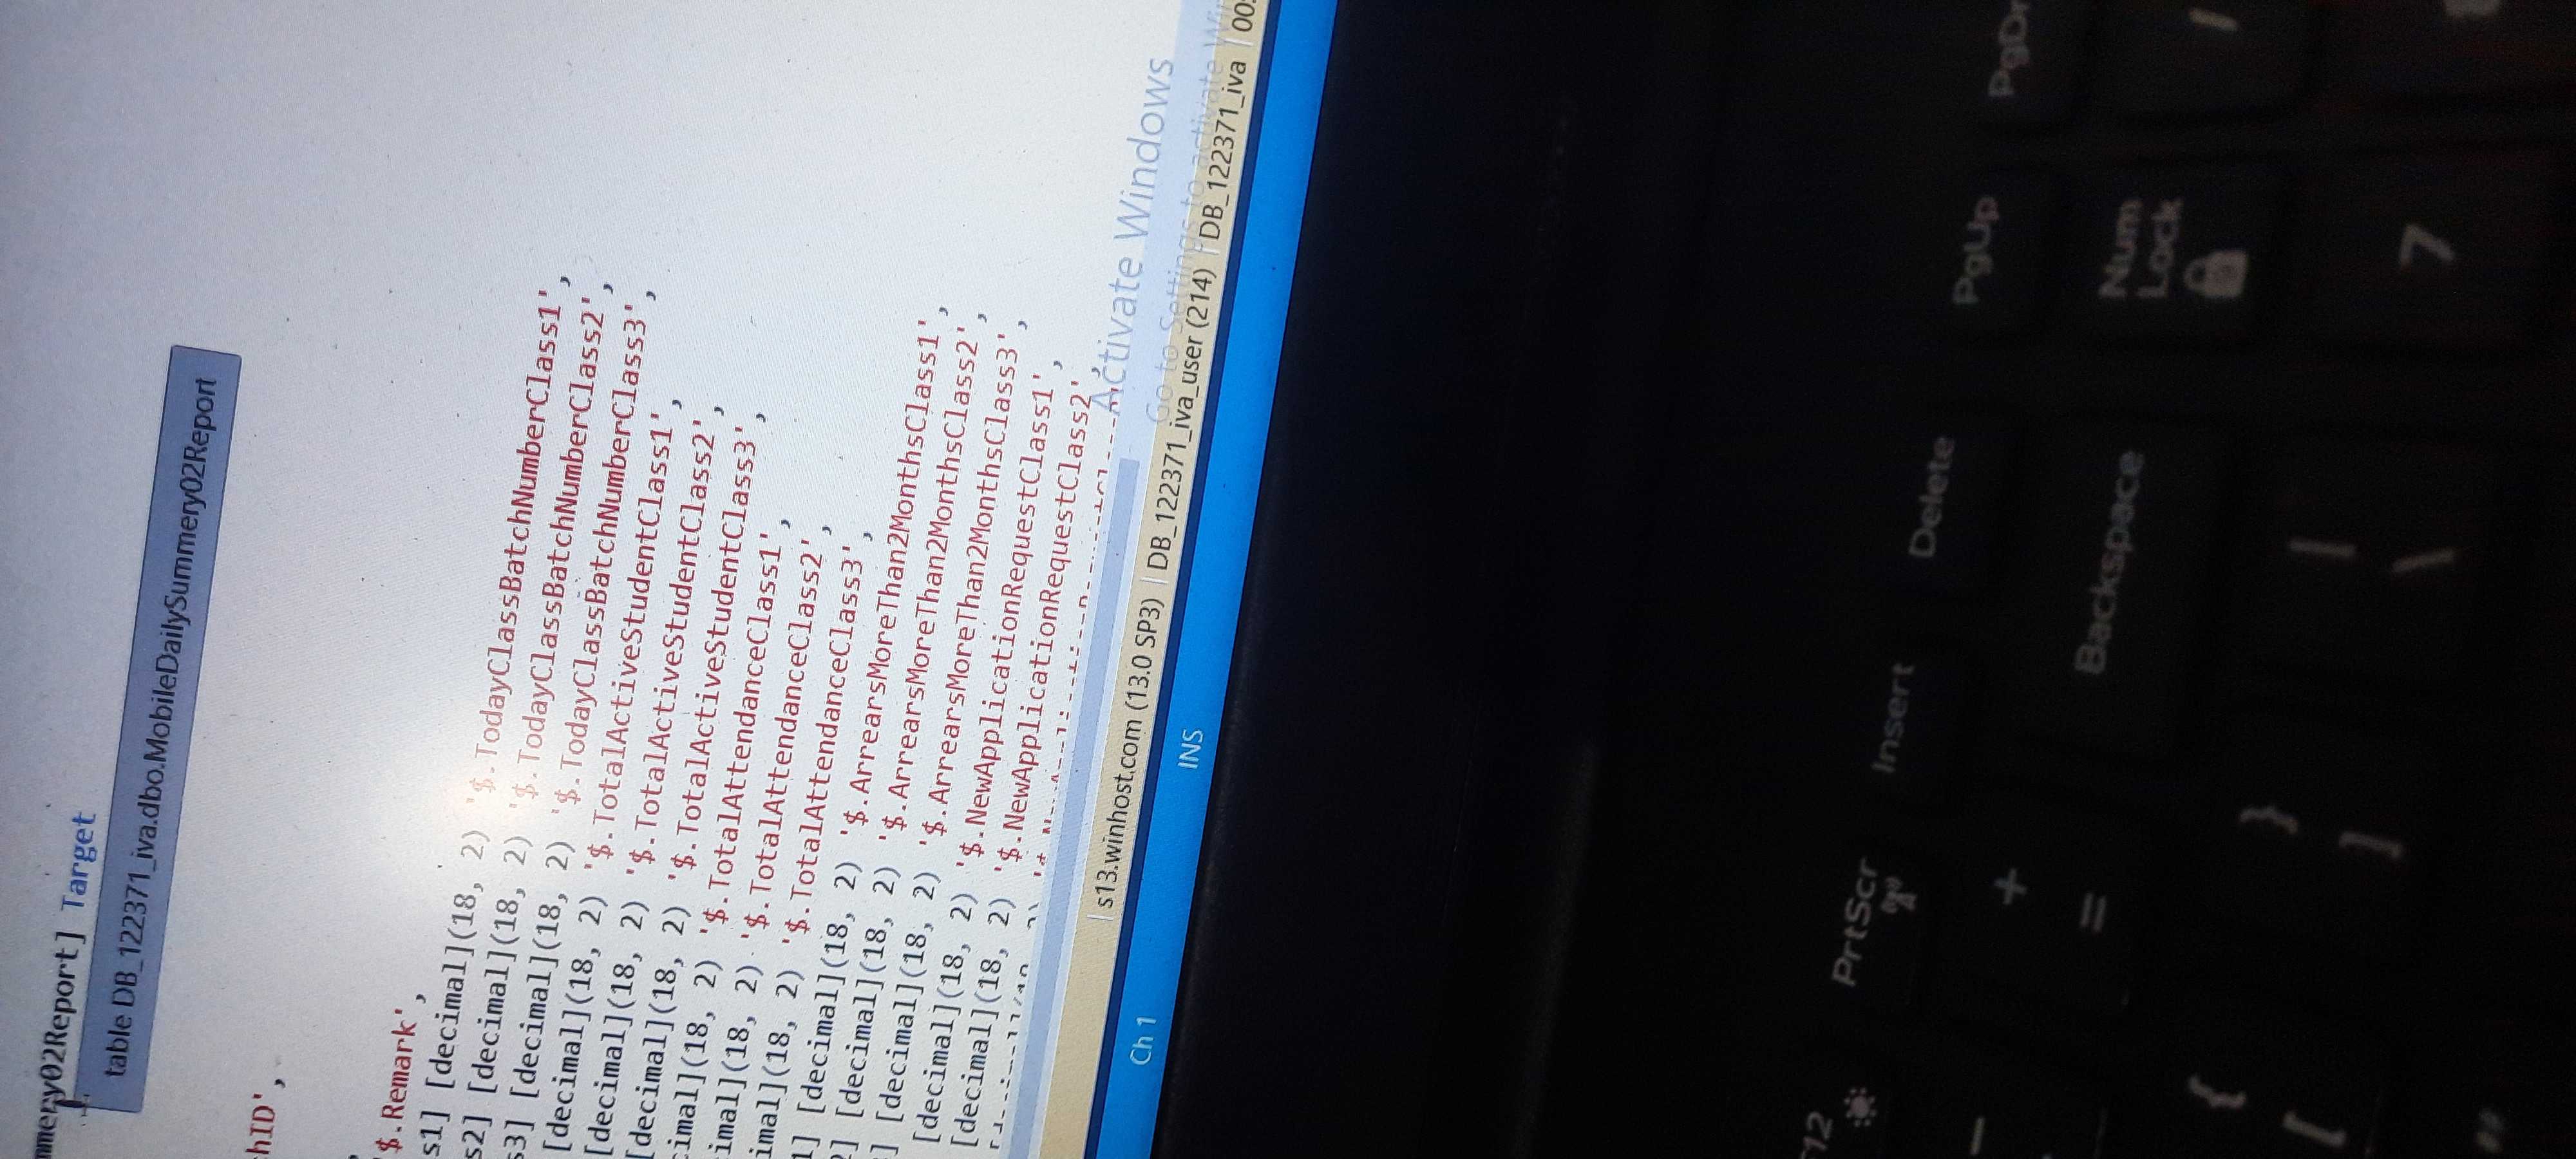 mmery02Report] Target
table DB_122371_iva.dbo.MobileDailySummery02Report
hID',
$.Remark',
s1] [decimal](18, 2) '$.TodayClassBatchNumberClass1',
s2] [decimal](18, 2) '$.TodayClassBatchNumberClass2',
s3] [decimal](18, 2) '$.TodayClassBatchNumberClass3',
[decimal](18, 2) '$.TotalActiveStudentClass1',
[decimal](18, 2) '$.TotalActiveStudentClass2',
[decimal](18, 2) '$.TotalActiveStudentClass3',
imal](18, 2) '$.TotalAttendanceClass1',
imal](18, 2) '$.TotalAttendanceClass2',
imal](18, 2) '$.TotalAttendanceClass3',
1] [decimal](18, 2) '$.ArrearsMoreThan2MonthsClass1',
2] [decimal](18, 2) '$.ArrearsMoreThan2MonthsClass2',
] [decimal](18, 2) '$.ArrearsMoreThan2MonthsClass3',
[decimal](18, 2) '$.NewApplicationRequestClass1',
[decimal](18, 2) '$.NewApplicationRequestClass2',
Activate Windows
Go to Settings to activate
s13.winhost.com (13.0 SP3) | DB_122371_iva_user (214) | DB_122371_iva | 00:
Ch 1 INS
F12 PrtScr Insert Delete PgUp PgDn
- + = Backspace Num Lock /
{ [ } ] | \ 7